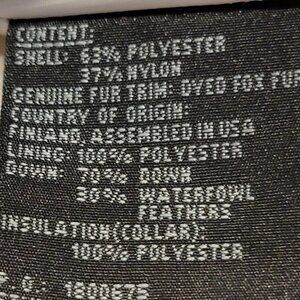 CONTENT:
SHELL: 63% POLYESTER
37% NYLON
GENUINE FUR TRIM: DYED FOX FUR
COUNTRY OF ORIGIN:
FINLAND, ASSEMBLED IN USA
LINING: 100% POLYESTER
DOWN: 70% DOWN
30% WATERFOWL
FEATHERS
INSULATION(COLLAR):
100% POLYESTER
1800675